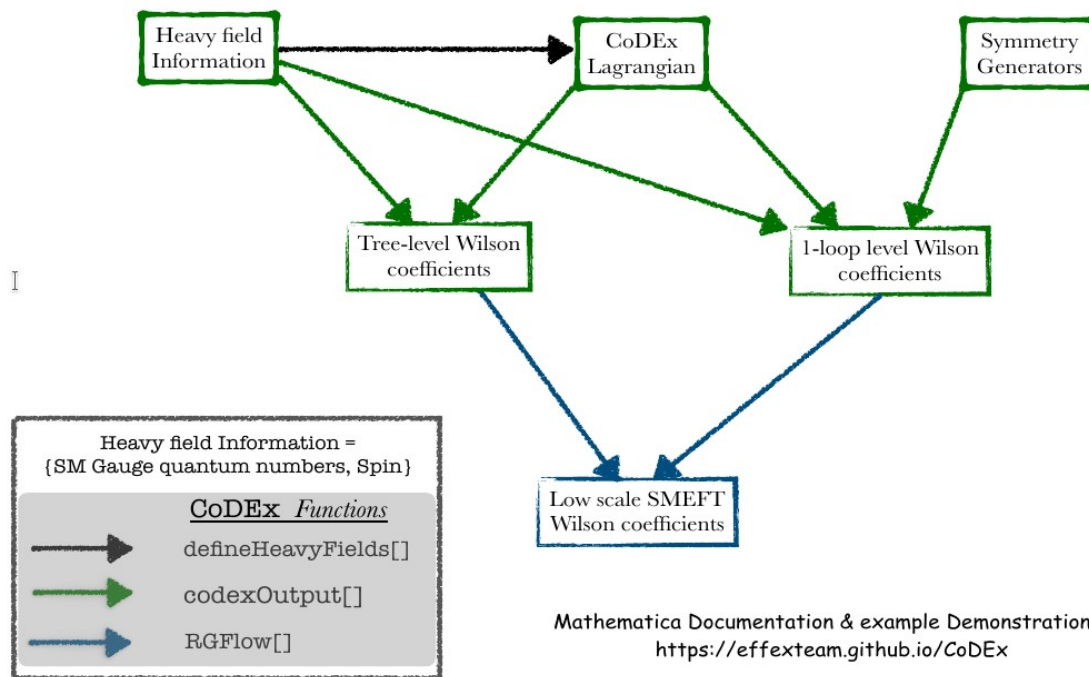 Heavy field
Information
CoDEx
Lagrangian
Symmetry
Generators
Tree-level Wilson
coefficients
1-loop level Wilson
coefficients
Low scale SMEFT
Wilson coefficients
Heavy field Information =
{SM Gauge quantum numbers, Spin}
CoDEx Functions
defineHeavyFields[]
codexOutput[]
RGFlow[]
Mathematica Documentation & example Demonstration
https://effexteam.github.io/CoDEx